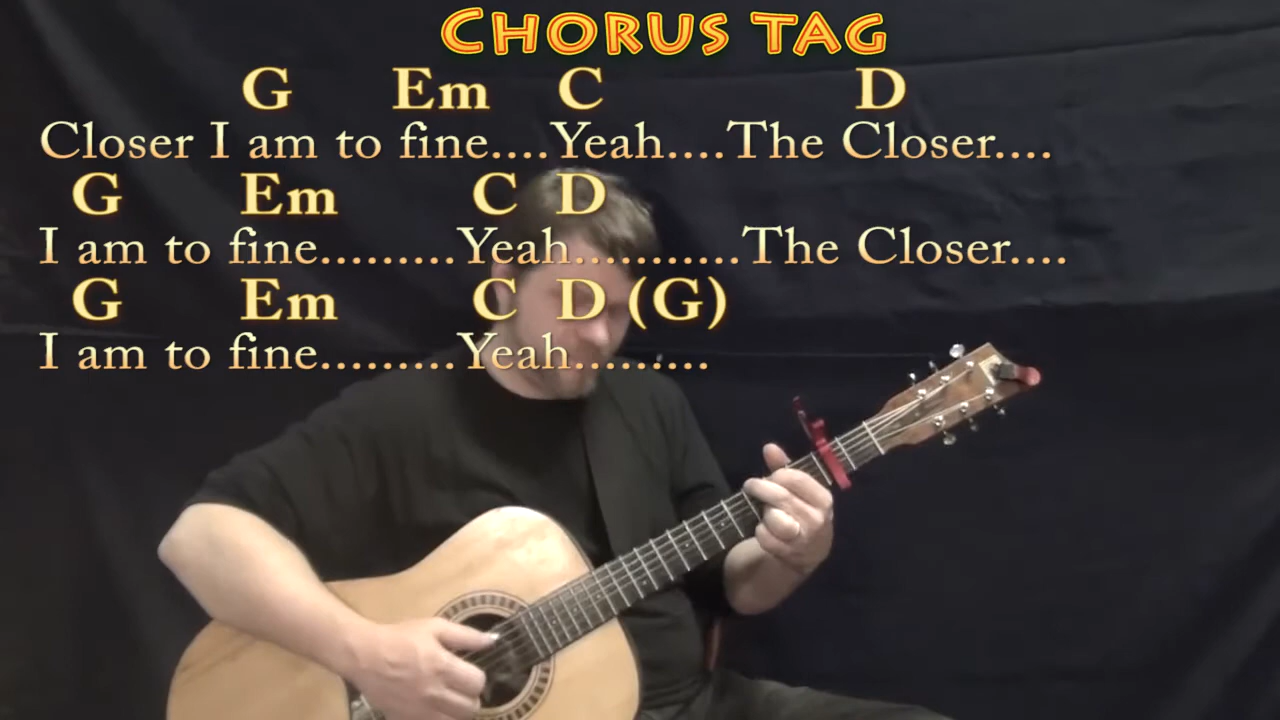 CHORUS TAG
G Em C D
Closer I am to fine....Yeah....The Closer....
G Em C D
I am to fine.........Yeah...........The Closer....
G Em C D (G)
I am to fine.........Yeah.........